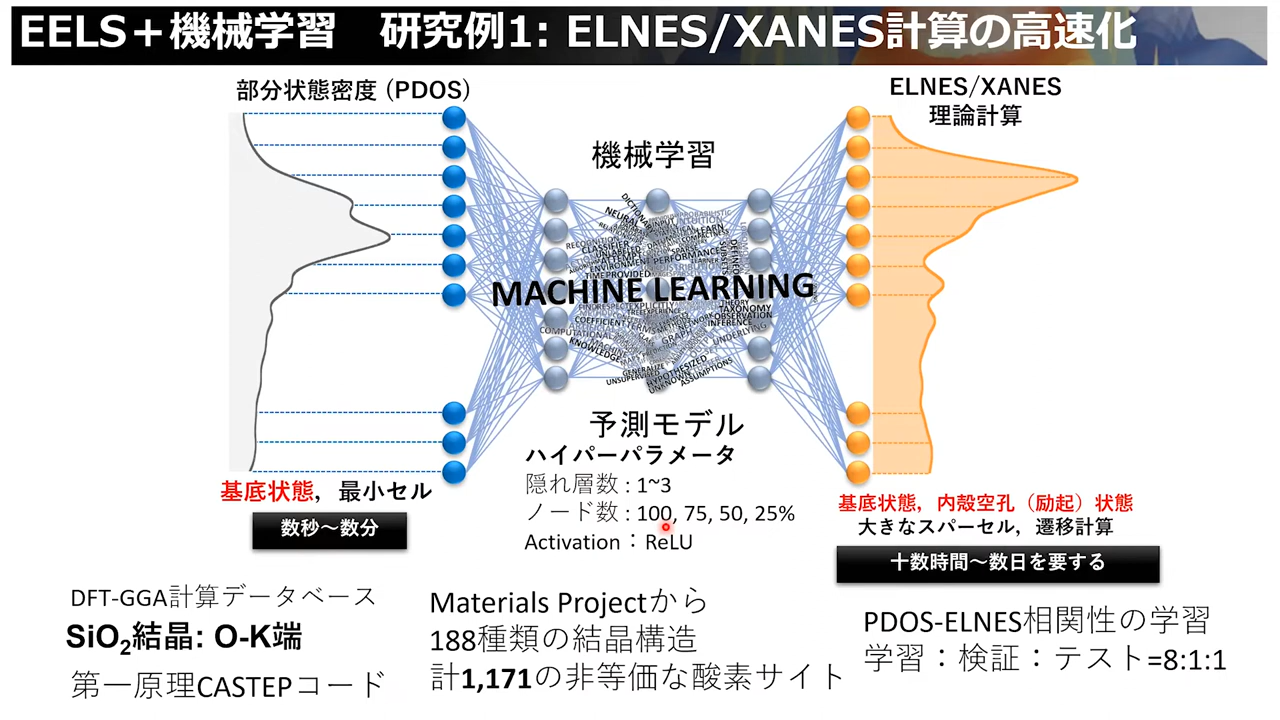 EELS＋機械学習　研究例1: ELNES/XANES計算の高速化
部分状態密度 (PDOS)
機械学習
MACHINE LEARNING
ELNES/XANES
理論計算
予測モデル
ハイパーパラメータ
隠れ層数 : 1~3
ノード数 : 100, 75, 50, 25%
Activation：ReLU
基底状態，最小セル
数秒～数分
基底状態，内殻空孔（励起）状態
大きなスパーセル，遷移計算
十数時間～数日を要する
DFT-GGA計算データベース
SiO₂結晶: O-K端
第一原理CASTEPコード
Materials Projectから
188種類の結晶構造
計1,171の非等価な酸素サイト
PDOS-ELNES相関性の学習
学習：検証：テスト=8:1:1